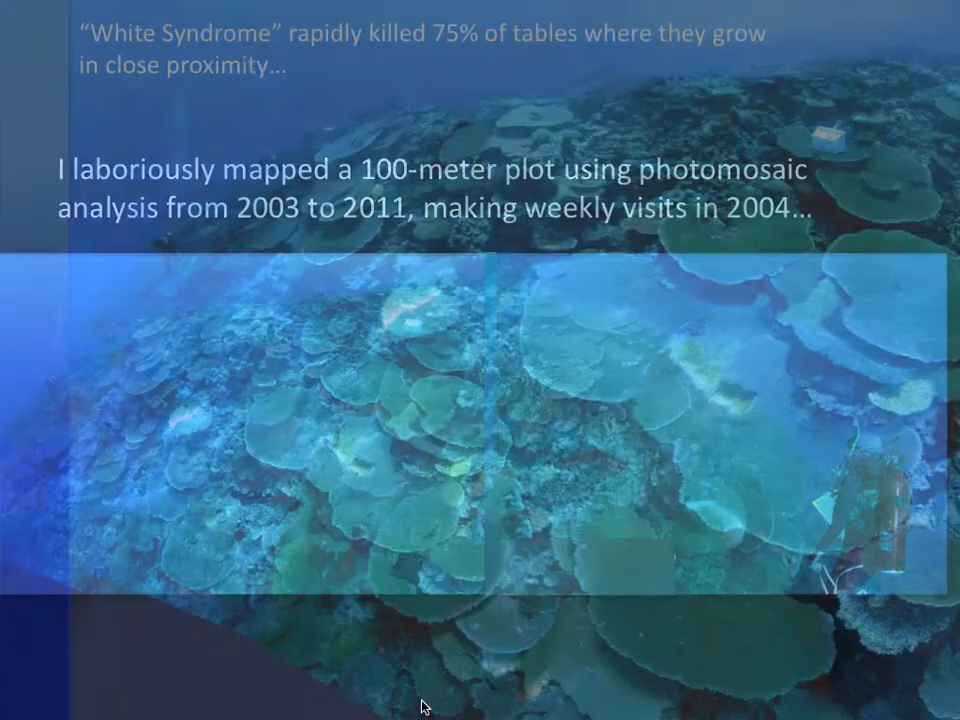 “White Syndrome” rapidly killed 75% of tables where they grow
in close proximity…
I laboriously mapped a 100-meter plot using photomosaic
analysis from 2003 to 2011, making weekly visits in 2004…